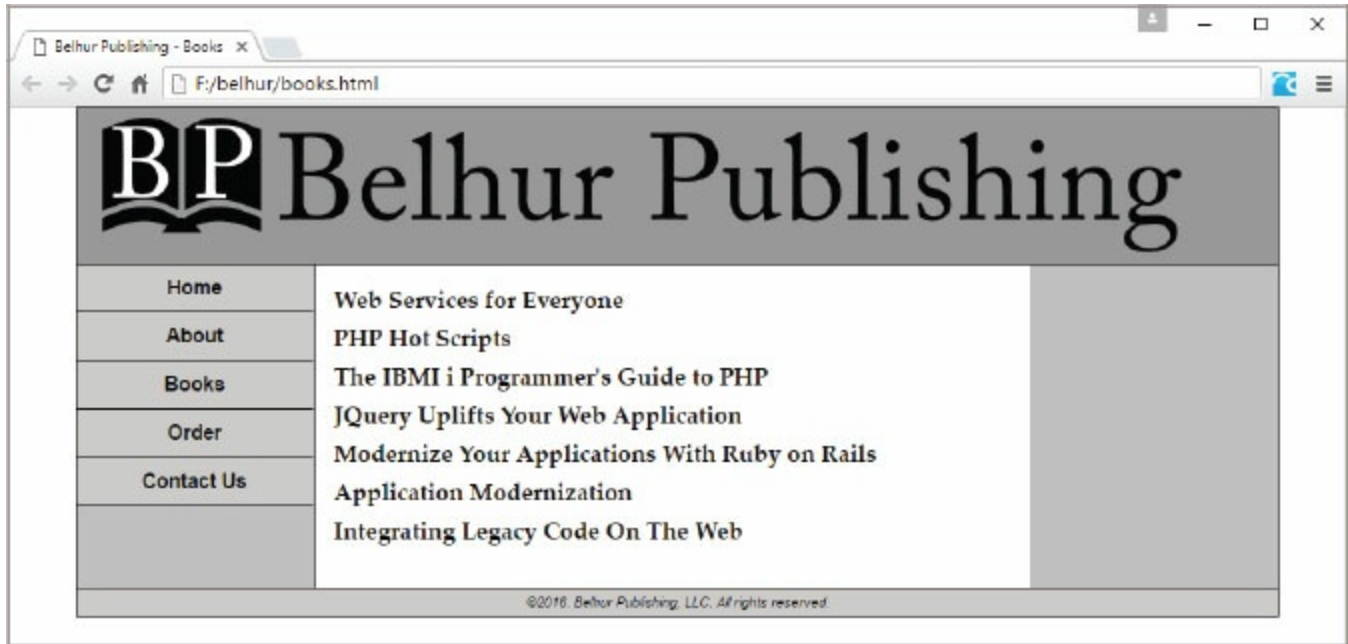 Belhur Publishing - Books
F:/belhur/books.html
BP Belhur Publishing
Home
About
Books
Order
Contact Us
Web Services for Everyone
PHP Hot Scripts
The IBMI i Programmer's Guide to PHP
JQuery Uplifts Your Web Application
Modernize Your Applications With Ruby on Rails
Application Modernization
Integrating Legacy Code On The Web
©2016. Belhur Publishing, LLC. All rights reserved.